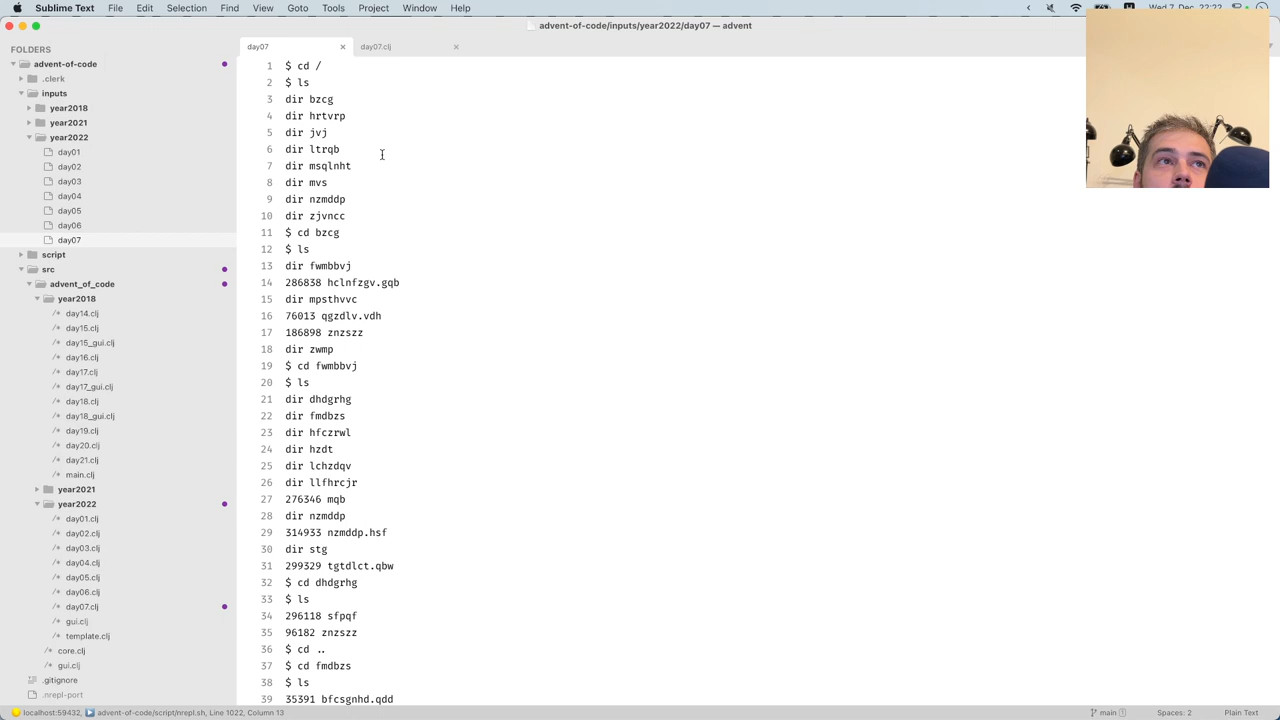 Sublime Text File Edit Selection Find View Goto Tools Project Window Help
Wed 7. Dec 22:22
advent-of-code/inputs/year2022/day07 — advent
FOLDERS
advent-of-code
.clerk
inputs
year2018
year2021
year2022
day01
day02
day03
day04
day05
day06
day07
script
src
advent_of_code
year2018
day14.clj
day15.clj
day15_gui.clj
day16.clj
day17.clj
day17_gui.clj
day18.clj
day18_gui.clj
day19.clj
day20.clj
day21.clj
main.clj
year2021
year2022
day01.clj
day02.clj
day03.clj
day04.clj
day05.clj
day06.clj
day07.clj
gui.clj
template.clj
core.clj
gui.clj
.gitignore
.nrepl-port
day07 day07.clj
1 $ cd /
2 $ ls
3 dir bzcg
4 dir hrtvrp
5 dir jvj
6 dir ltrqb
7 dir msqlnht
8 dir mvs
9 dir nzmddp
10 dir zjvncc
11 $ cd bzcg
12 $ ls
13 dir fwmbbvj
14 286838 hclnfzgv.gqb
15 dir mpsthvvc
16 76013 qgzdlv.vdh
17 186898 znzszz
18 dir zwmp
19 $ cd fwmbbvj
20 $ ls
21 dir dhdgrhg
22 dir fmdbzs
23 dir hfczrwl
24 dir hzdt
25 dir lchzdqv
26 dir llfhrcjr
27 276346 mqb
28 dir nzmddp
29 314933 nzmddp.hsf
30 dir stg
31 299329 tgtdlct.qbw
32 $ cd dhdgrhg
33 $ ls
34 296118 sfpqf
35 96182 znzszz
36 $ cd ..
37 $ cd fmdbzs
38 $ ls
39 35391 bfcsgnhd.qdd
localhost:59432, advent-of-code/script/nrepl.sh, Line 1022, Column 13
main 1 Spaces: 2 Plain Text